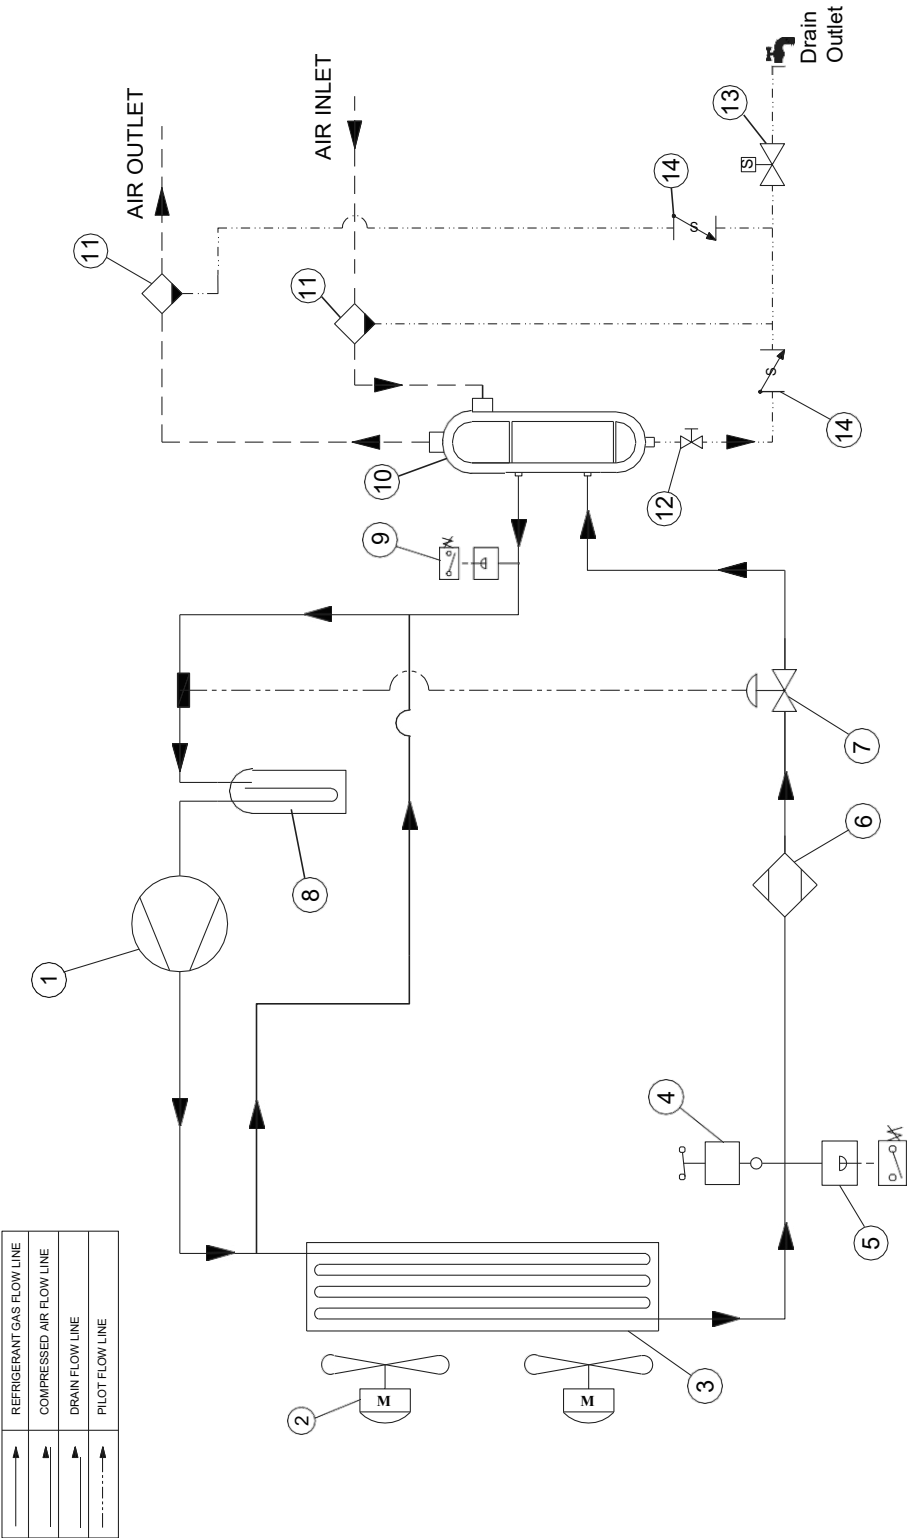 AIR OUTLET
AIR INLET
Drain
Outlet
11
11
14
13
S
S
S
14
10
12
9
7
8
6
1
4
5
2
M
M
3
REFRIGERANT GAS FLOW LINE
COMPRESSED AIR FLOW LINE
DRAIN FLOW LINE
PILOT FLOW LINE